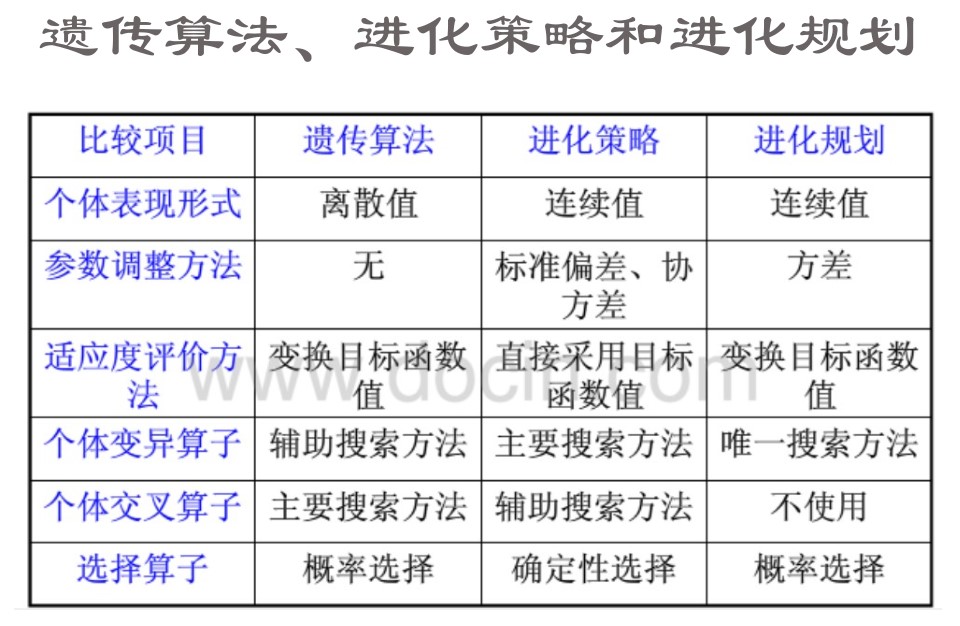 遗传算法、进化策略和进化规划
比较项目 遗传算法 进化策略 进化规划
个体表现形式 离散值 连续值 连续值
参数调整方法 无 标准偏差、协 方差
方差
适应度评价方 变换目标函数 直接采用目标 变换目标函数
法 值 函数值 值
www.docin.com
个体变异算子 辅助搜索方法 主要搜索方法 唯一搜索方法
个体交叉算子 主要搜索方法 辅助搜索方法 不使用
选择算子 概率选择 确定性选择 概率选择